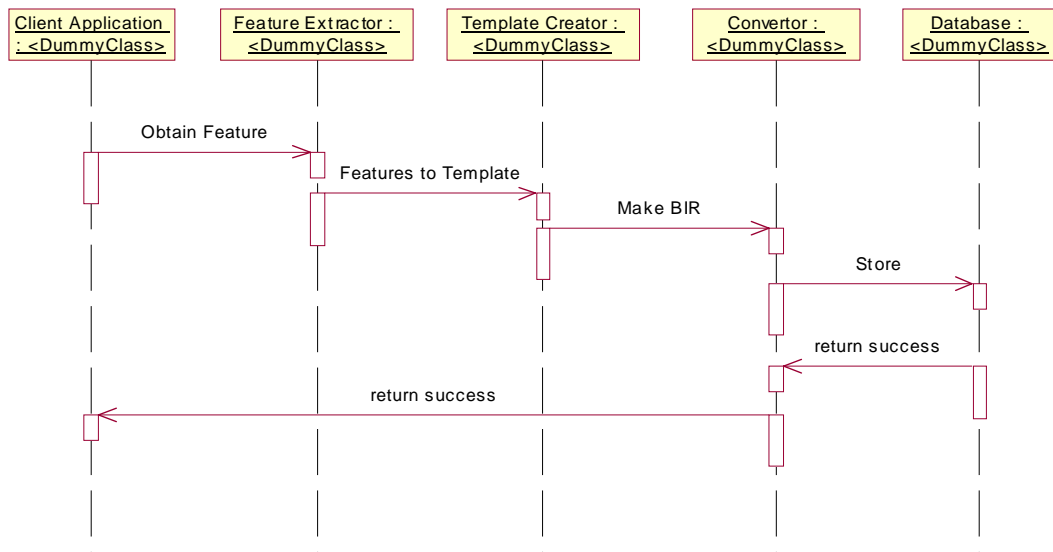 Client Application
: <DummyClass>
Feature Extractor :
<DummyClass>
Template Creator :
<DummyClass>
Convertor :
<DummyClass>
Database :
<DummyClass>
Obtain Feature
Features to Template
Make BIR
Store
return success
return success